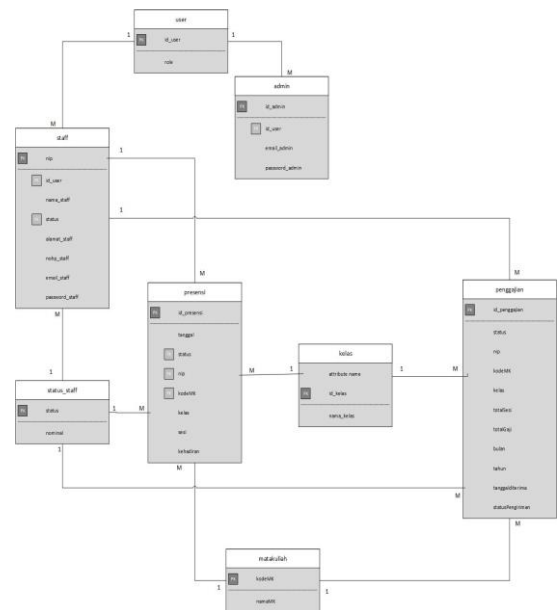 user
PK id_user
role
1
1
M
M
admin
PK id_admin
id_user
email_admin
password_admin
staff
PK nip
id_user
nama_staff
status
alamat_staff
nohp_staff
email_staff
password_staff
1
1
M
M
M
presensi
PK id_presensi
tanggal
status
nip
kodeMK
kelas
sesi
kehadiran
M
M
M
kelas
attribute name
PK id_kelas
nama_kelas
1
1
penggajian
PK id_penggajian
status
nip
kodeMK
kelas
totalSesi
totalGaji
bulan
tahun
tanggalditerima
statusPengiriman
M
M
M
status_staff
PK status
nominal
1
1
1
matakuliah
PK kodeMK
namaMK
1
1